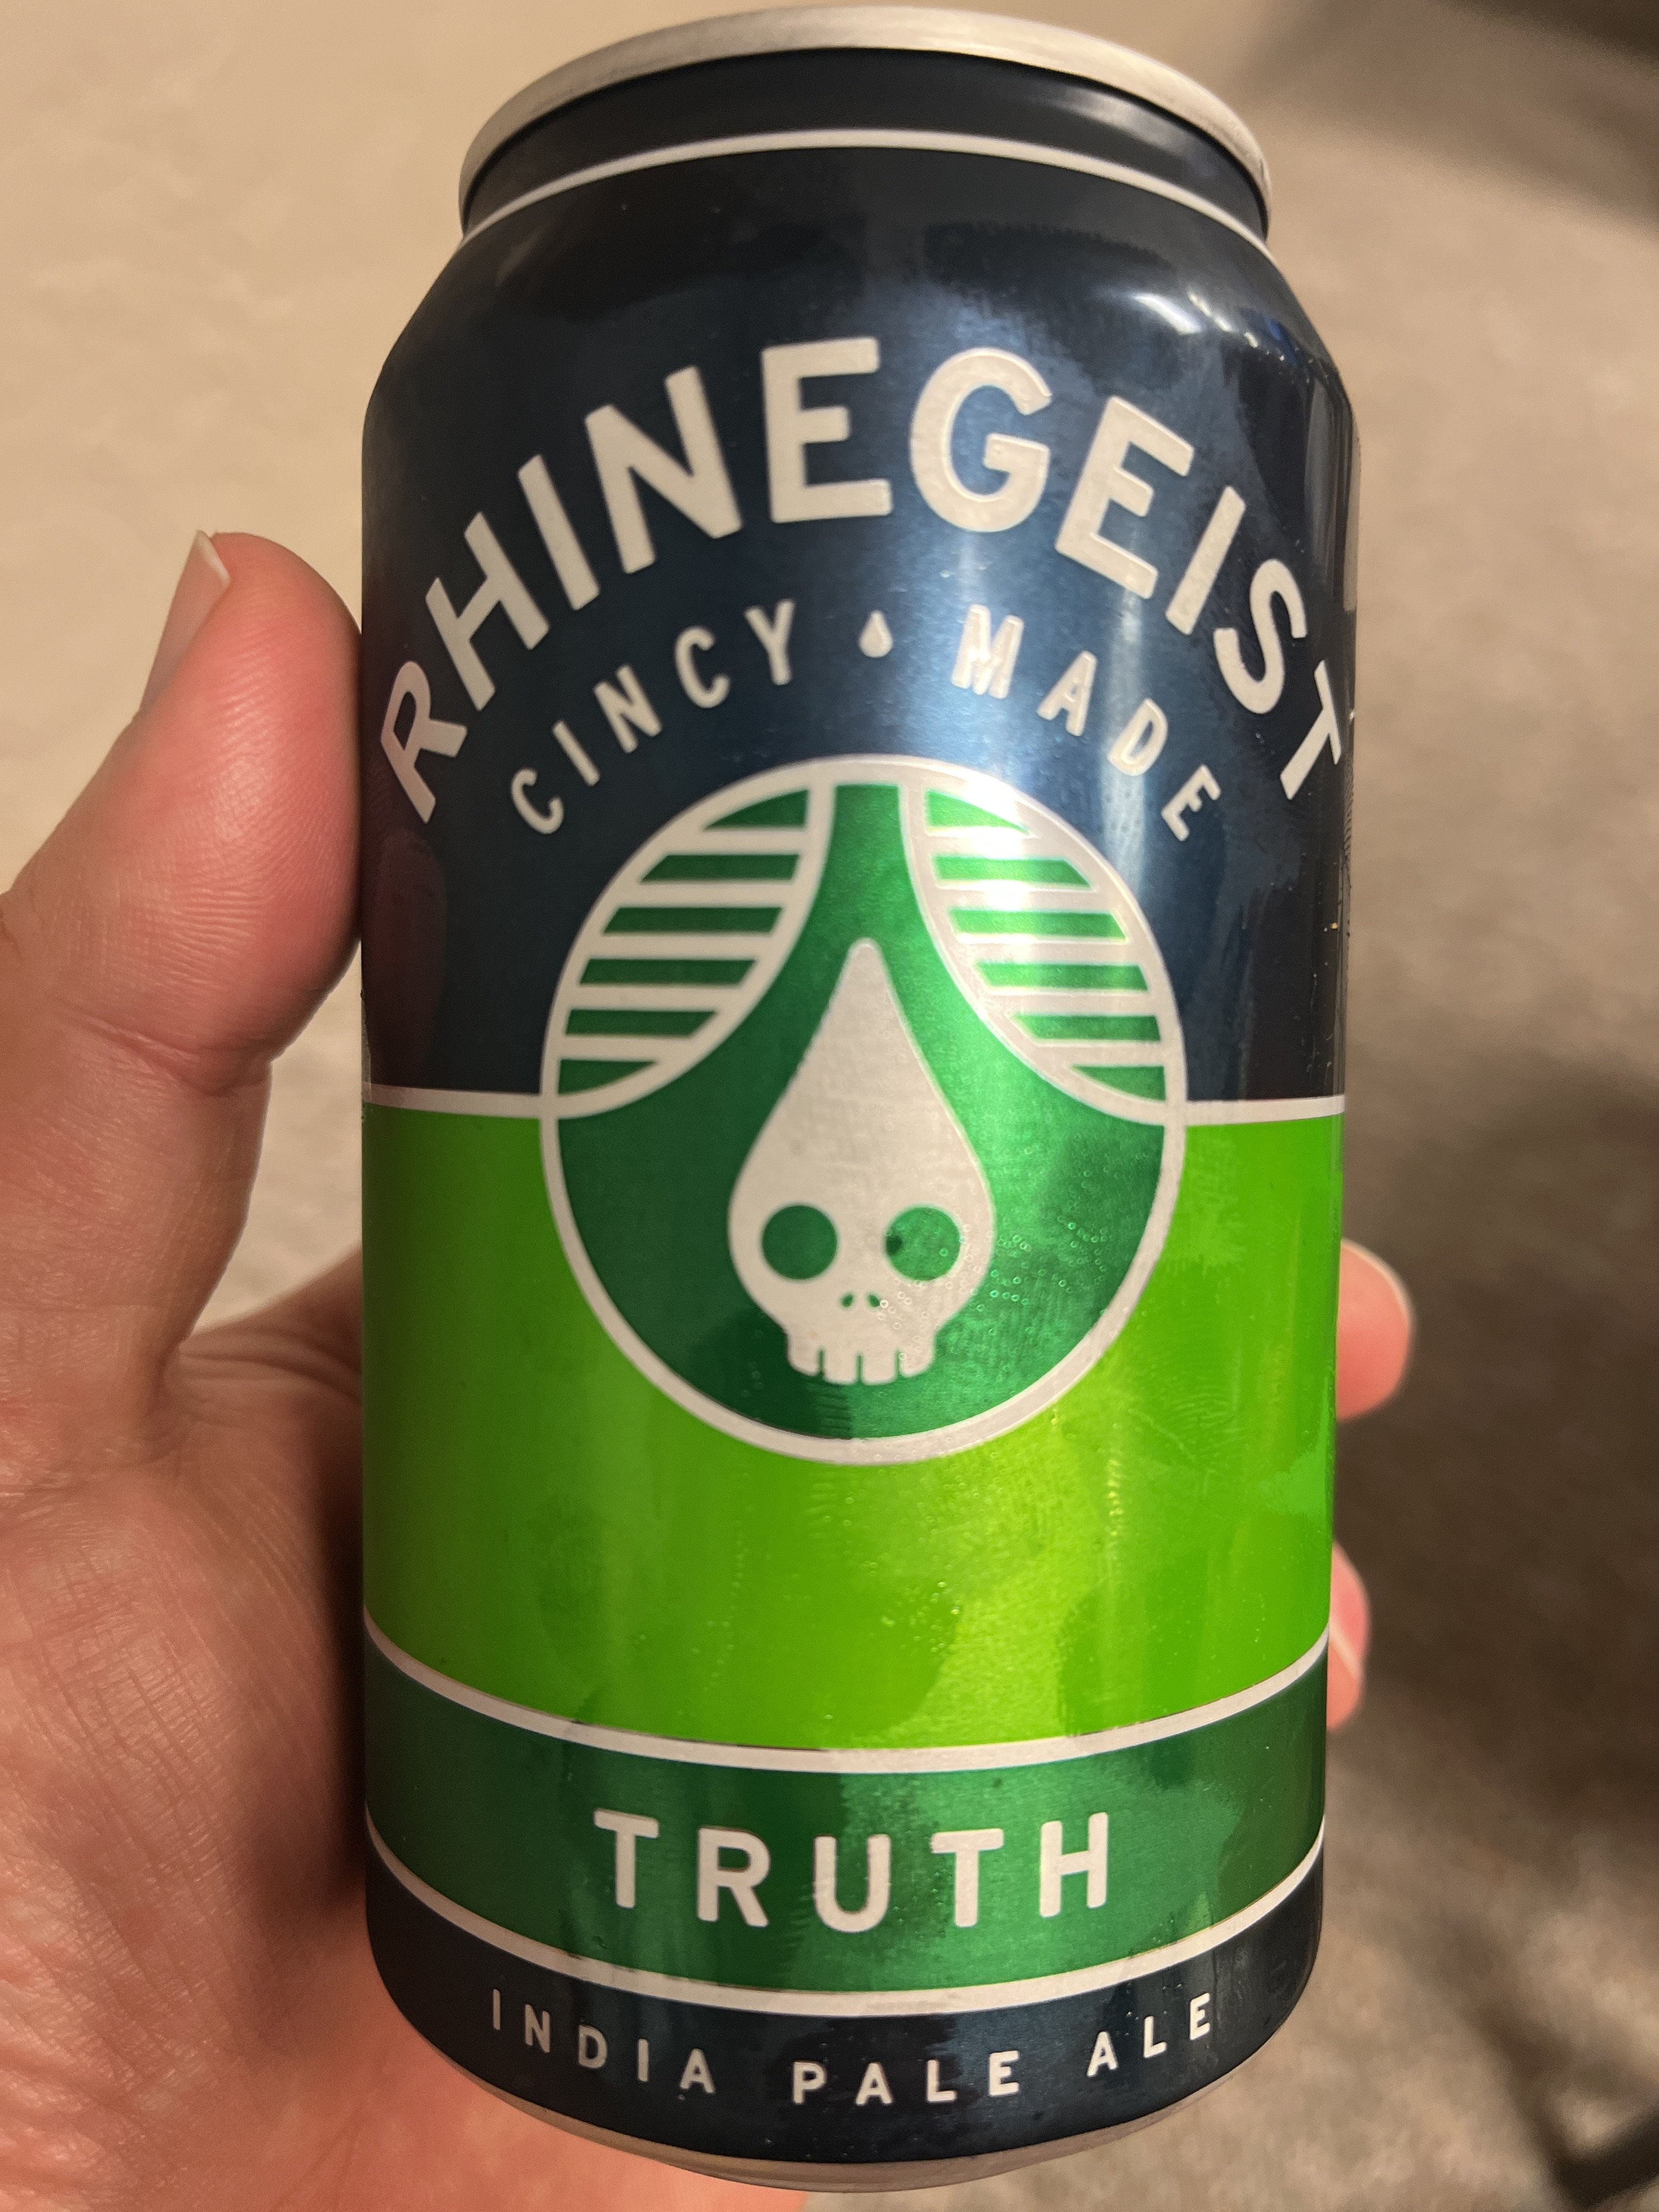 RHINEGEIST
CINCY MADE
TRUTH
INDIA PALE ALE